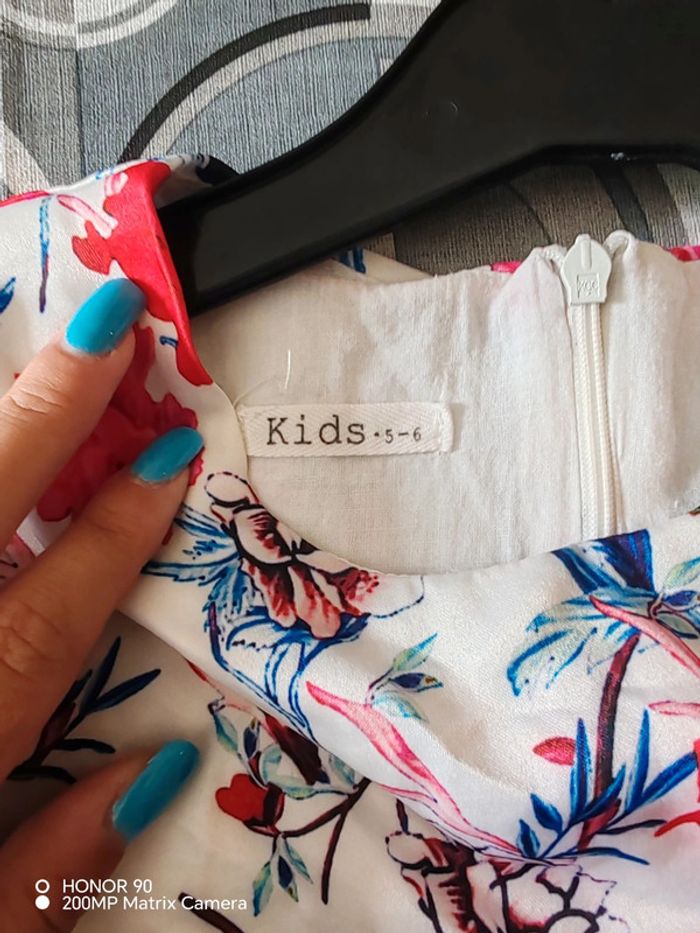 Kids • 5-6
HONOR 90
200MP Matrix Camera